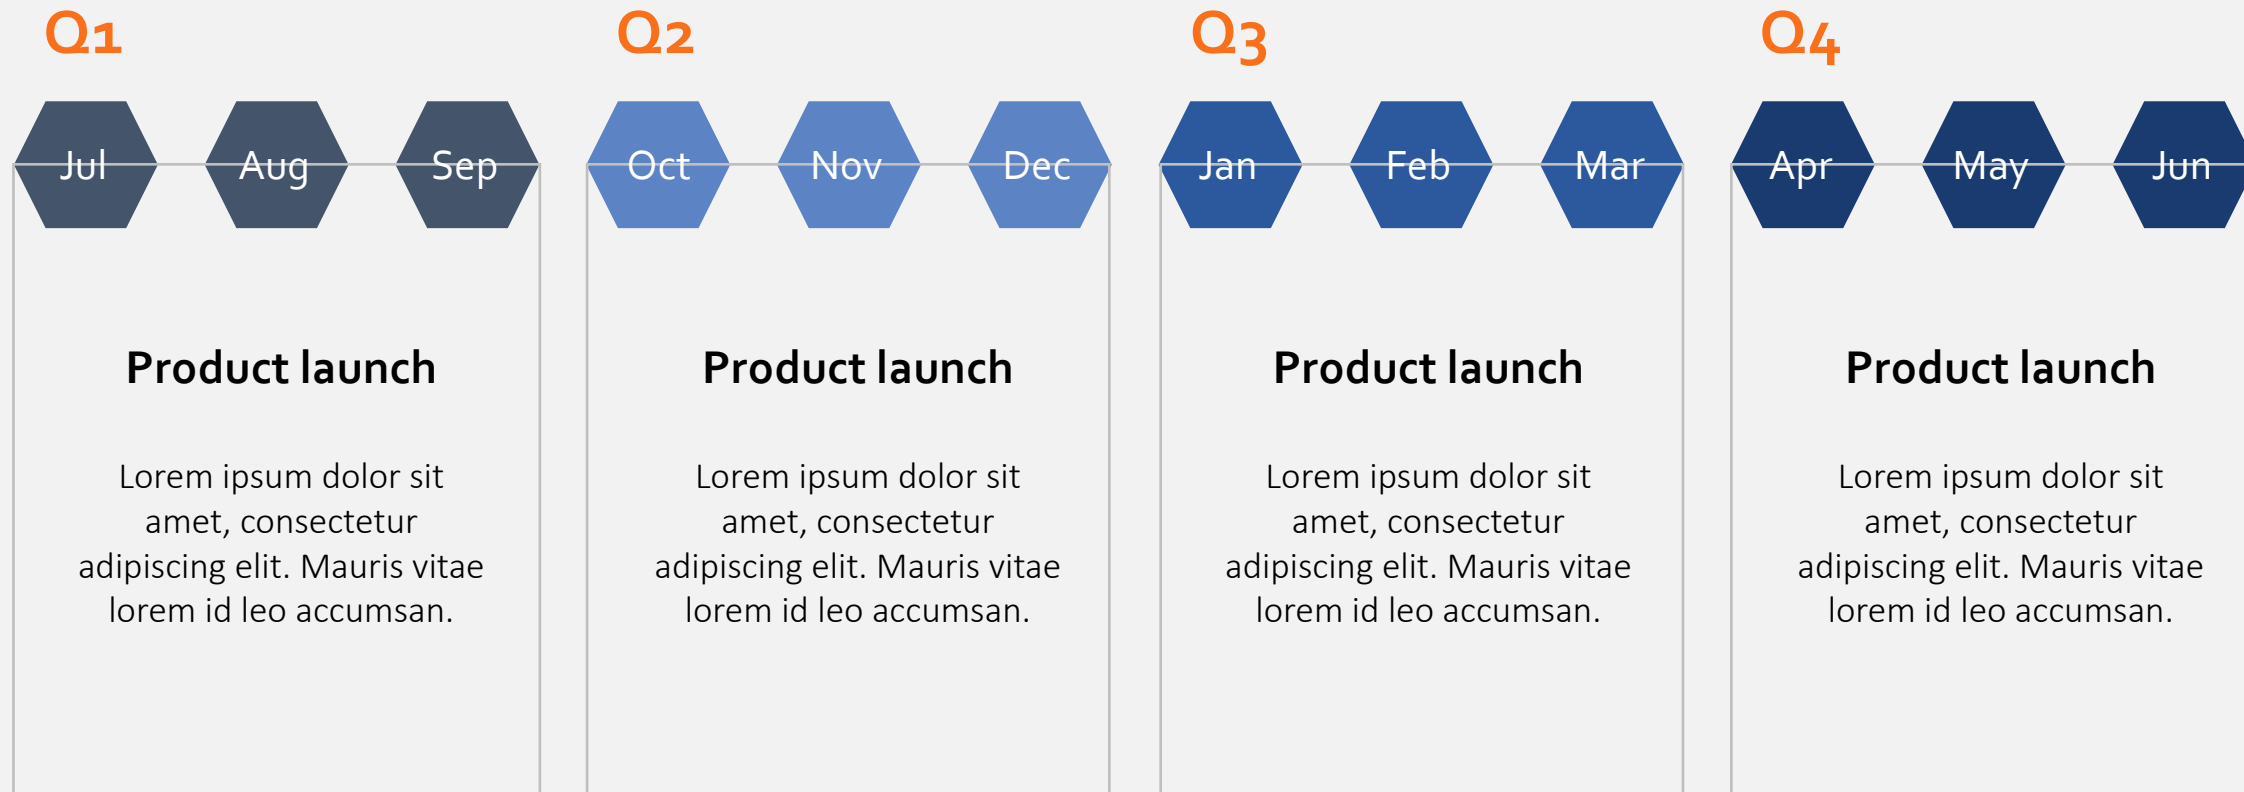 Q1
Jul
Aug
Sep
Product launch
Lorem ipsum dolor sit
amet, consectetur
adipiscing elit. Mauris vitae
lorem id leo accumsan.
Q2
Oct
Nov
Dec
Product launch
Lorem ipsum dolor sit
amet, consectetur
adipiscing elit. Mauris vitae
lorem id leo accumsan.
Q3
Jan
Feb
Mar
Product launch
Lorem ipsum dolor sit
amet, consectetur
adipiscing elit. Mauris vitae
lorem id leo accumsan.
Q4
Apr
May
Jun
Product launch
Lorem ipsum dolor sit
amet, consectetur
adipiscing elit. Mauris vitae
lorem id leo accumsan.